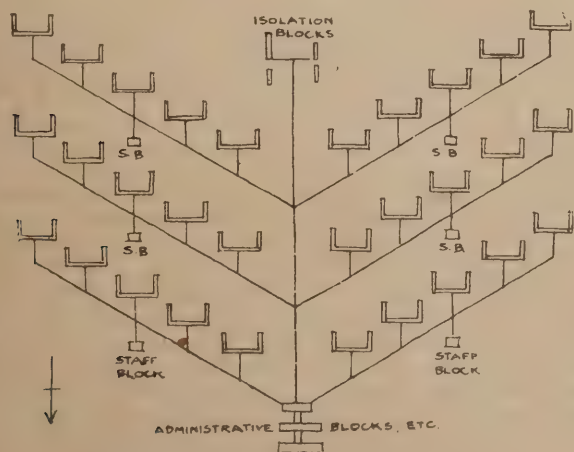 ISOLATION
BLOCKS
S.B
S.B
S.B
S.B
STAFF
BLOCK
STAFF
BLOCK
ADMINISTRATIVE BLOCKS, ETC.